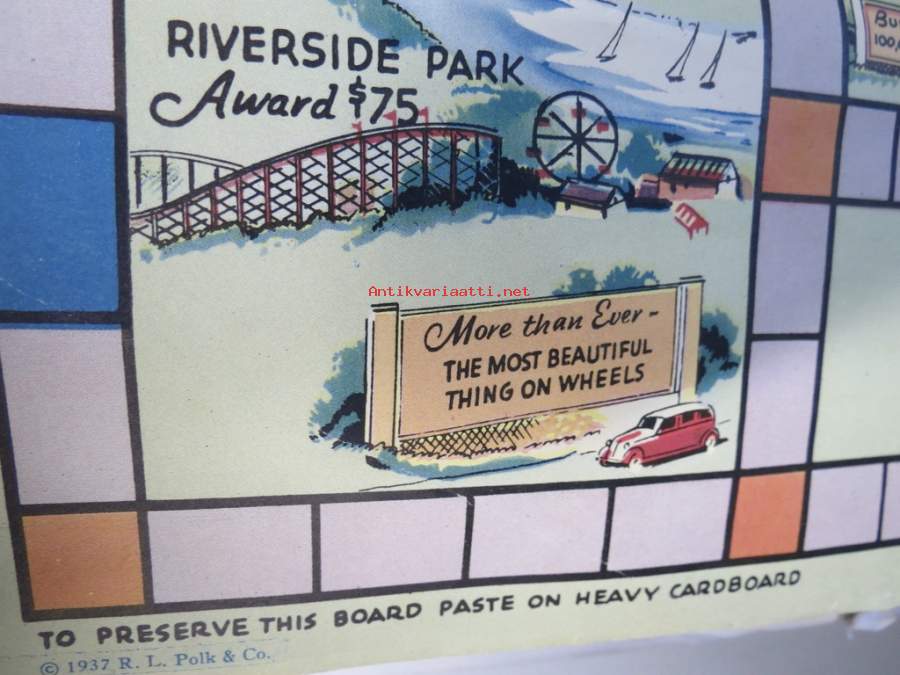 RIVERSIDE PARK
Award $75
100,
Antikvariaatti.net
More than Ever -
THE MOST BEAUTIFUL
THING ON WHEELS
TO PRESERVE THIS BOARD PASTE ON HEAVY CARDBOARD
© 1937 R. L. Polk & Co.